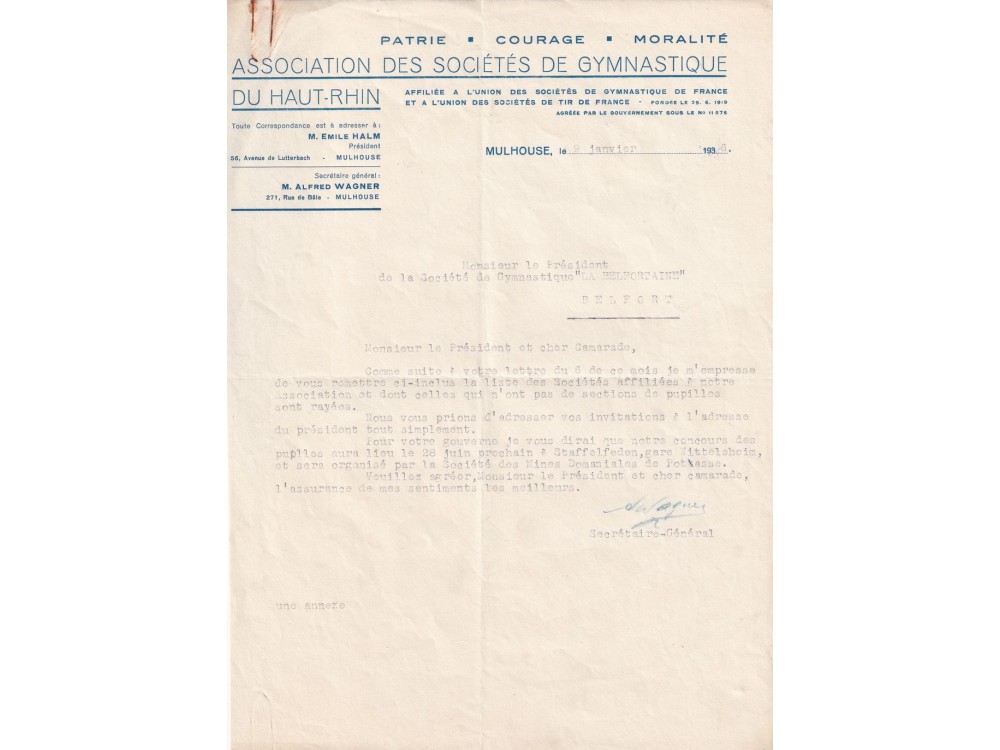 PATRIE ▪ COURAGE ▪ MORALITÉ
ASSOCIATION DES SOCIÉTÉS DE GYMNASTIQUE
DU HAUT-RHIN
AFFILIÉE A L'UNION DES SOCIÉTÉS DE GYMNASTIQUE DE FRANCE
ET A L'UNION DES SOCIÉTÉS DE TIR DE FRANCE - FONDÉE LE 29. 6. 1919
AGRÉÉE PAR LE GOUVERNEMENT SOUS LE No 11376
Toute Correspondance est à adresser à:
M. EMILE HALM
Président
56, Avenue de Lutterbach - MULHOUSE
Secrétaire général:
M. ALFRED WAGNER
271, Rue de Bâle - MULHOUSE
MULHOUSE, le 9 janvier 1936.
Monsieur le Président
de la Société de Gymnastique "LA BELFORTAINE"
BELFORT
Monsieur le Président et cher Camarade,
Comme suite à votre lettre du 6 de ce mois je m'empresse
de vous remettre ci-inclus la liste des Sociétés affiliées à notre
Association et dont celles qui n'ont pas de sections de pupilles
sont rayées.
Nous vous prions d'adresser vos invitations à l'adresse
du président tout simplement.
Pour votre gouverne je vous dirai que notre concours des
pupiles aura lieu le 28 juin prochain à Staffelfeden, gare Wittelsheim,
et sera organisé par la Société des Mines Domaniales de Potasse.
Veuillez agréer, Monsieur le Président et cher camarade,
l'assurance de mes sentiments les meilleurs.
AWagner
Secrétaire-Général
une annexe